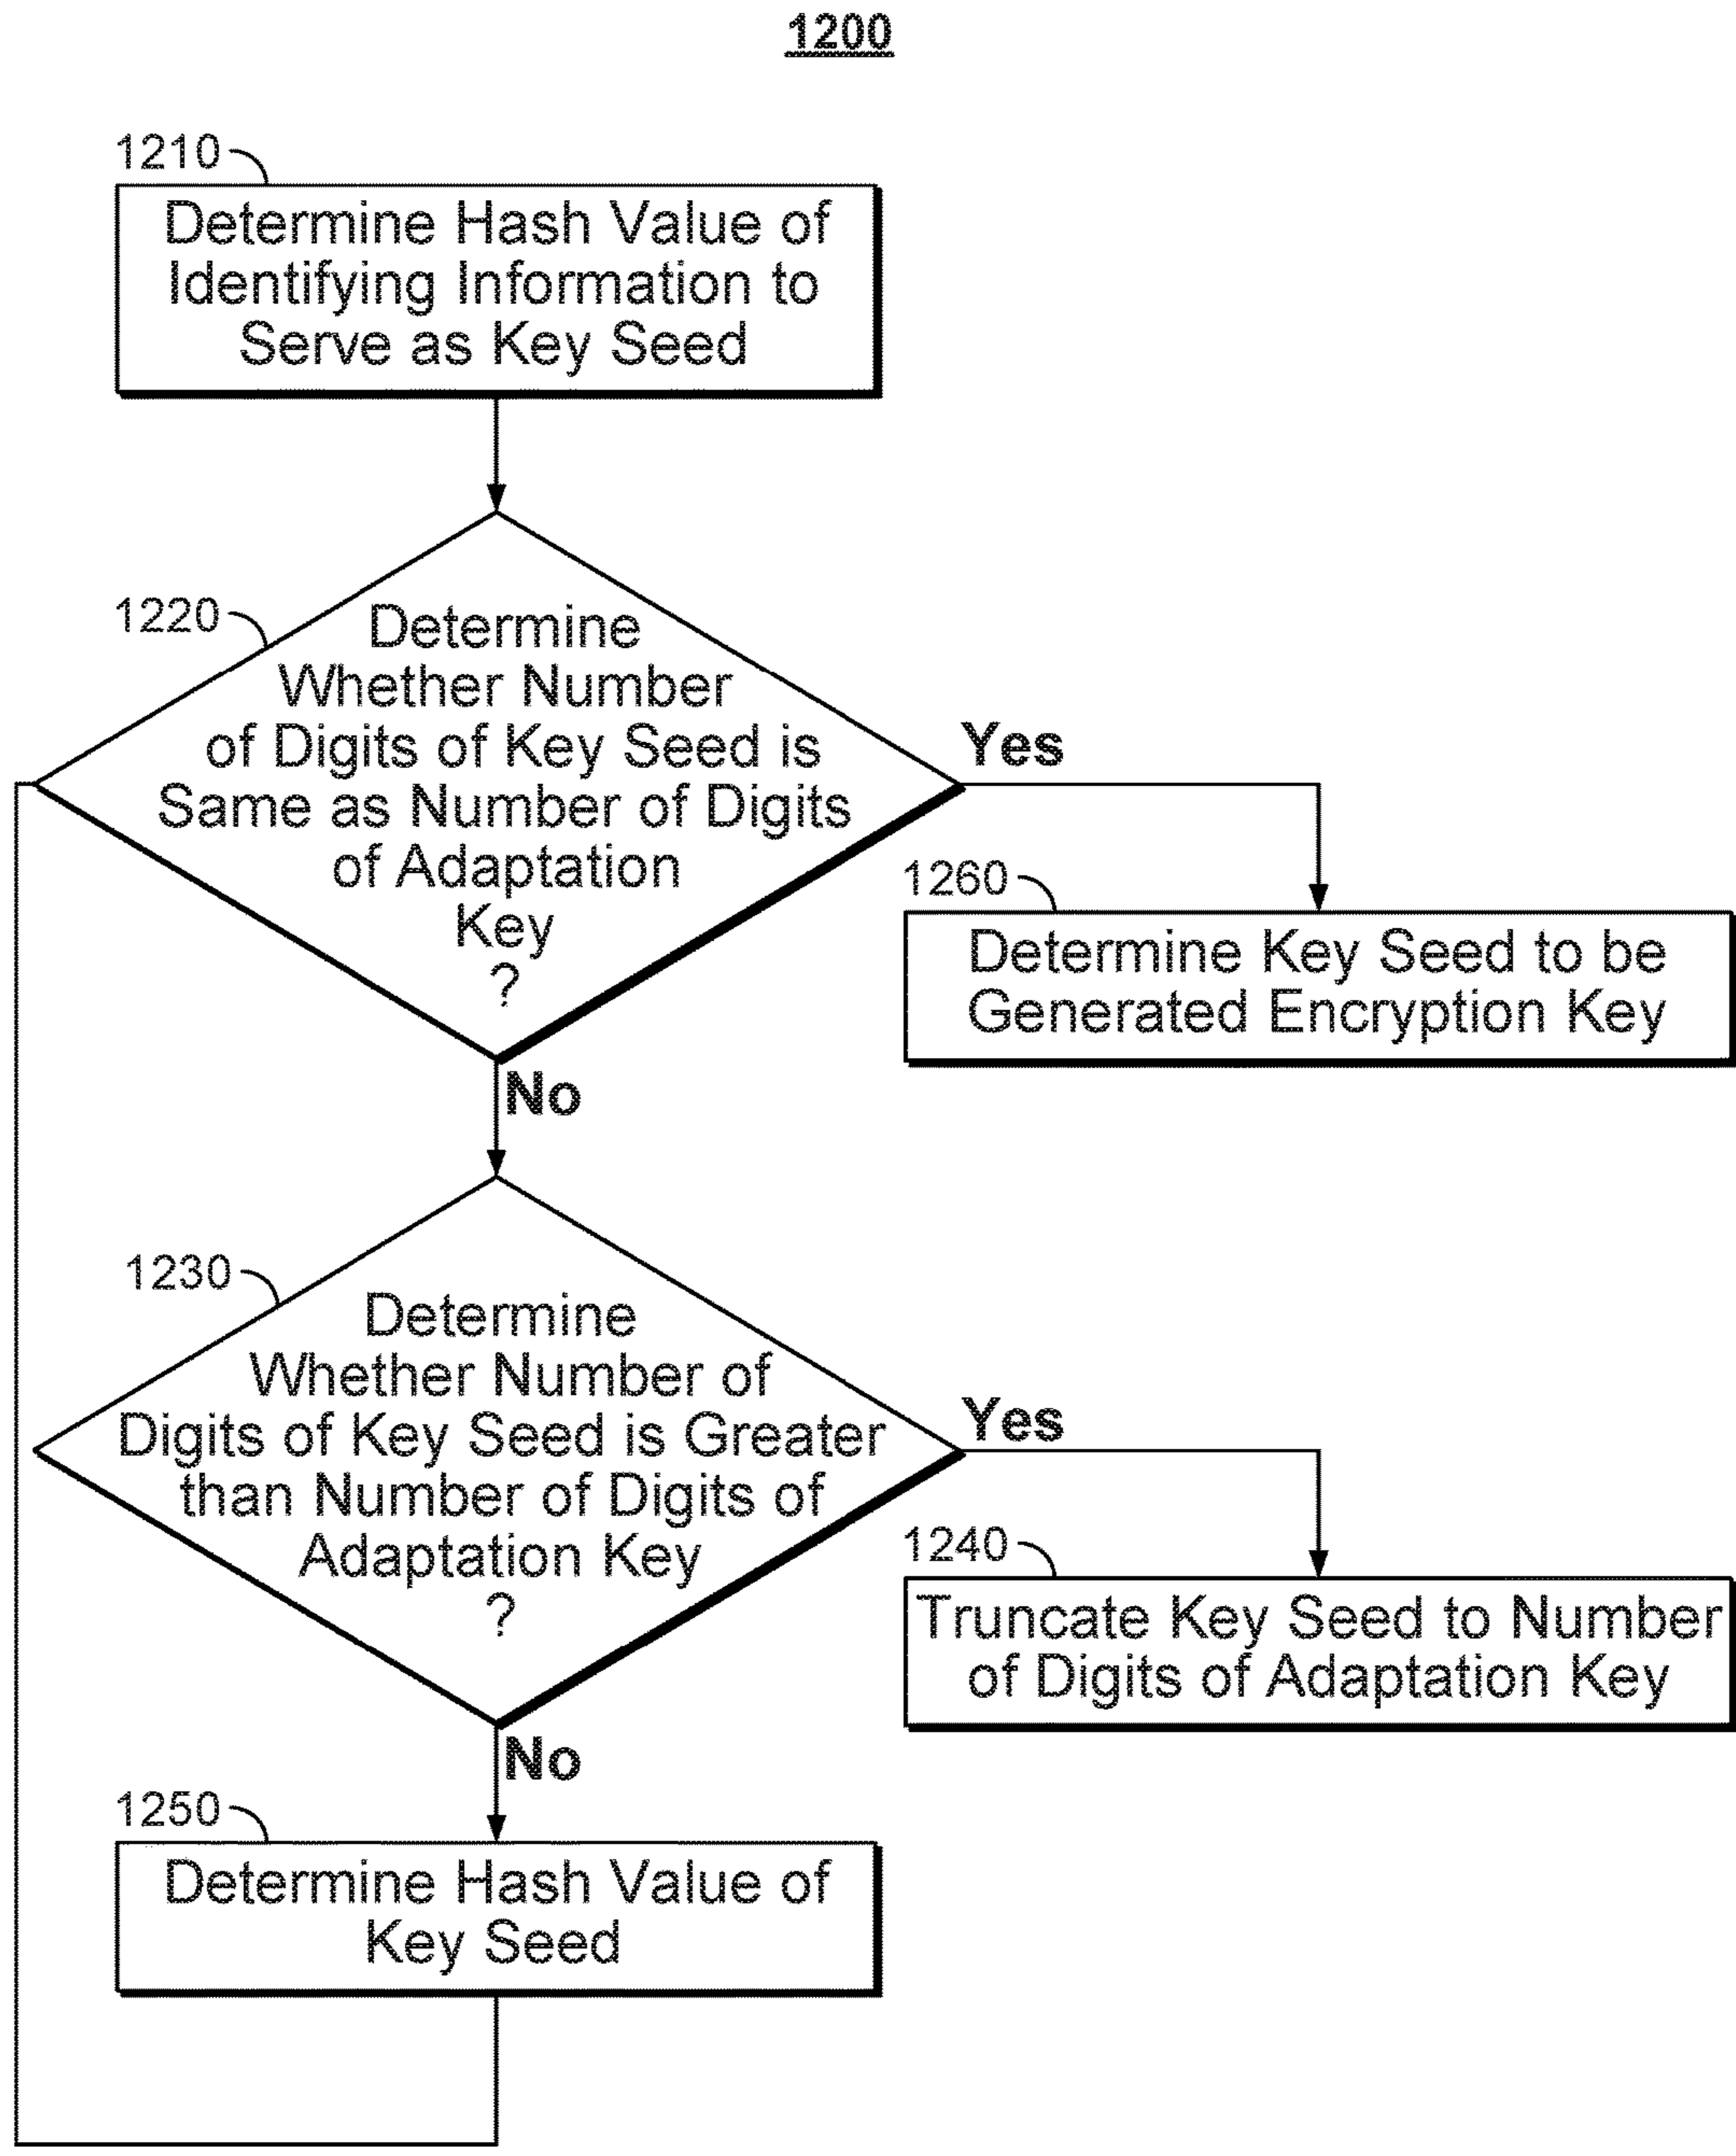 1200
1210
Determine Hash Value of
Identifying Information to
Serve as Key Seed
1220
Determine
Whether Number
of Digits of Key Seed is
Same as Number of Digits
of Adaptation
Key
?
Yes
1260
Determine Key Seed to be
Generated Encryption Key
No
1230
Determine
Whether Number of
Digits of Key Seed is Greater
than Number of Digits of
Adaptation Key
?
Yes
1240
Truncate Key Seed to Number
of Digits of Adaptation Key
No
1250
Determine Hash Value of
Key Seed